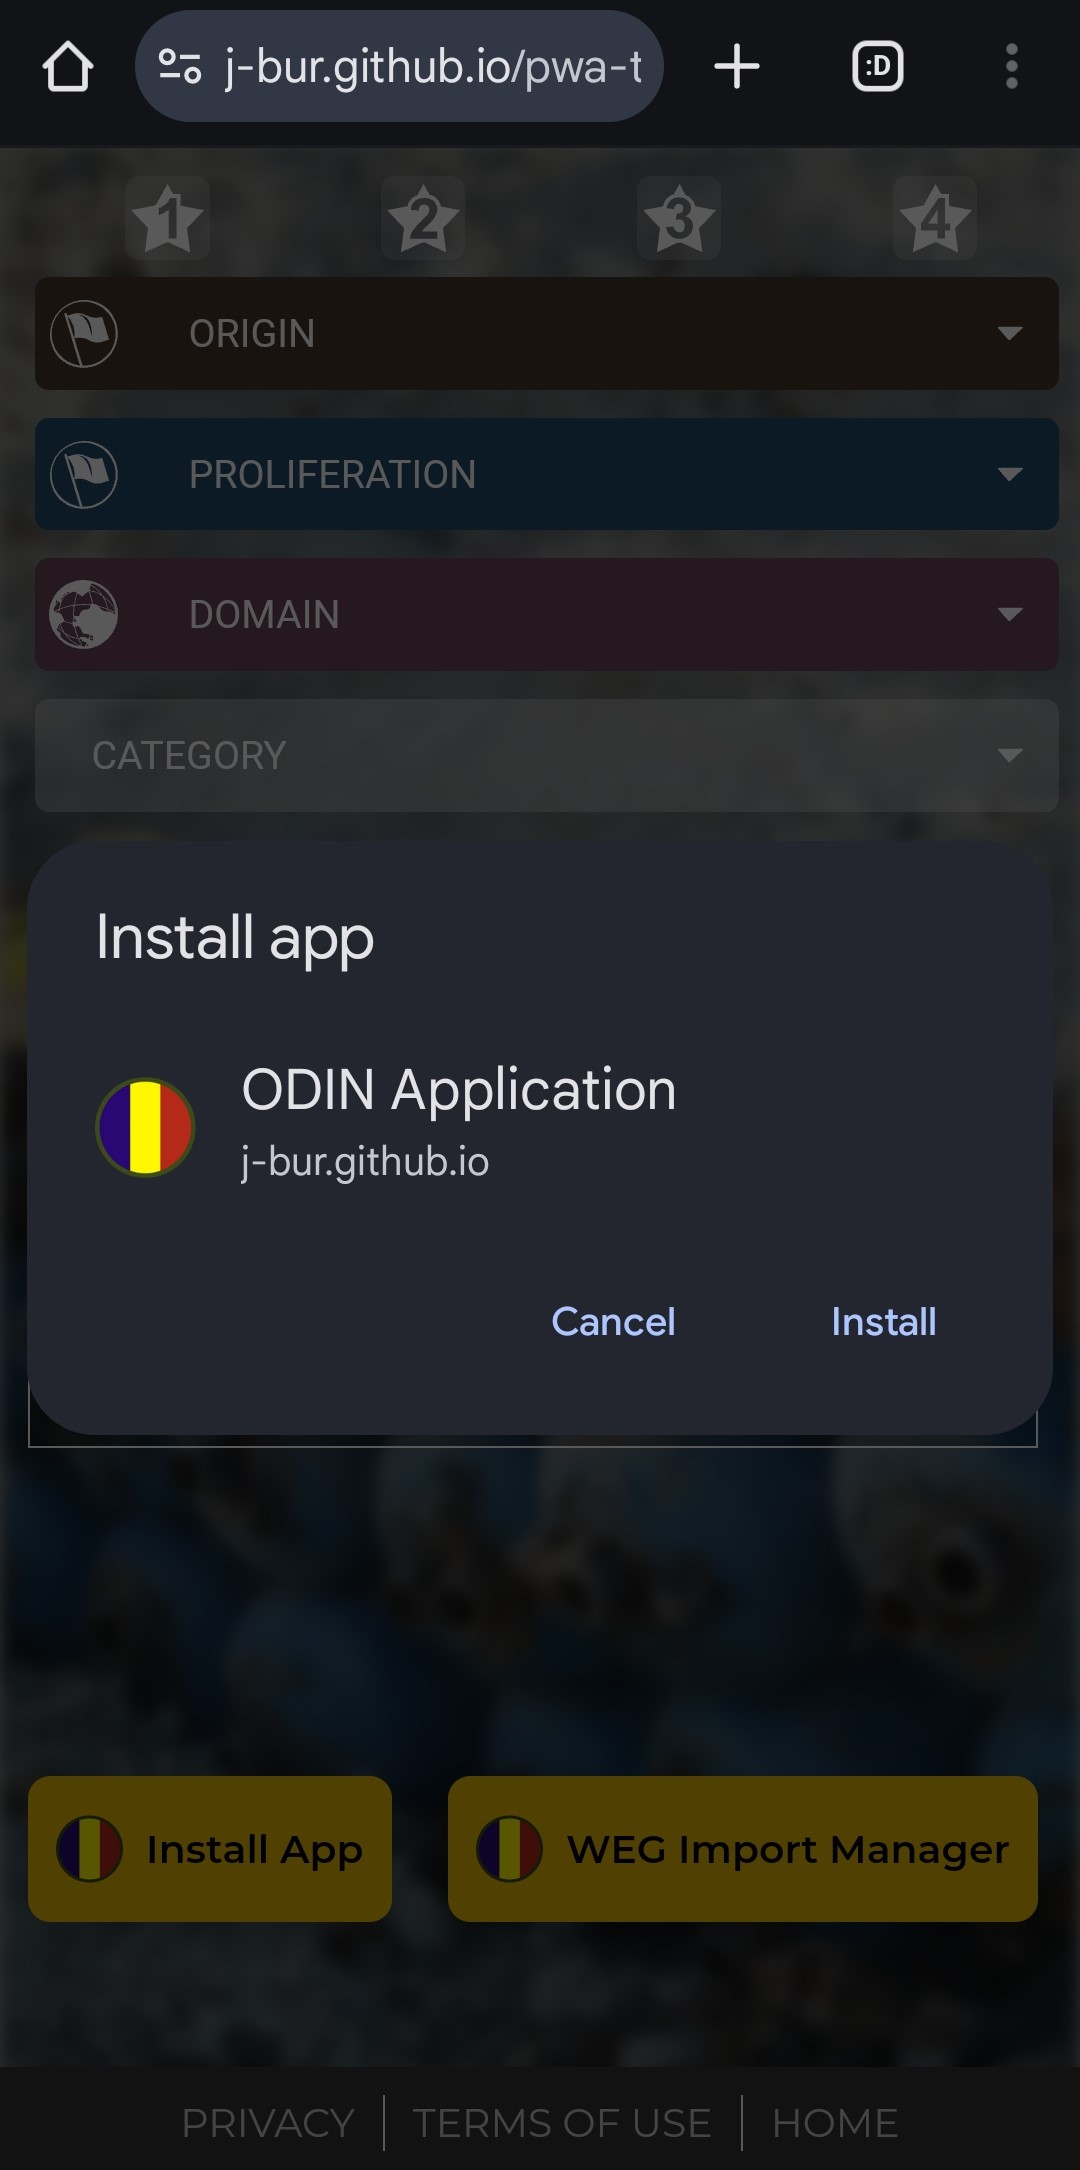 j-bur.github.io/pwa-t
:D
1
2
3
4
ORIGIN
PROLIFERATION
DOMAIN
CATEGORY
Install app
ODIN Application
j-bur.github.io
Cancel
Install
Install App
WEG Import Manager
PRIVACY
TERMS OF USE
HOME